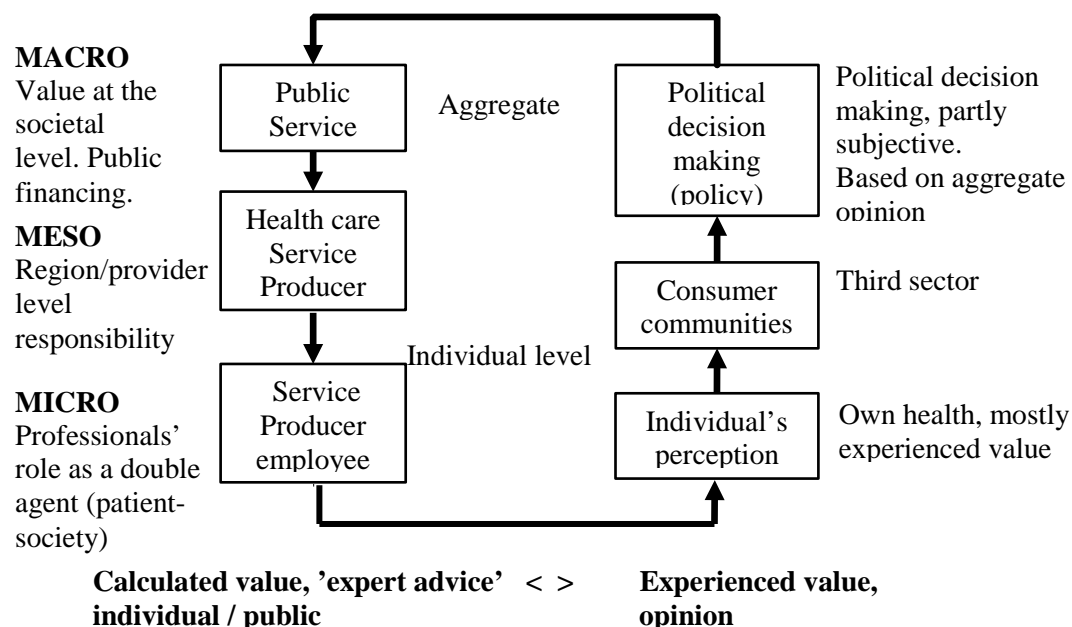 MACRO
Value at the
societal
level. Public
financing.
MESO
Region/provider
level
responsibility
MICRO
Professionals’
role as a double
agent (patient-
society)
Public
Service
Health care
Service
Producer
Service
Producer
employee
Aggregate
Individual level
Political
decision
making
(policy)
Consumer
communities
Individual’s
perception
Political decision
making, partly
subjective.
Based on aggregate
opinion
Third sector
Own health, mostly
experienced value
Calculated value, ’expert advice’ < >
individual / public
Experienced value,
opinion